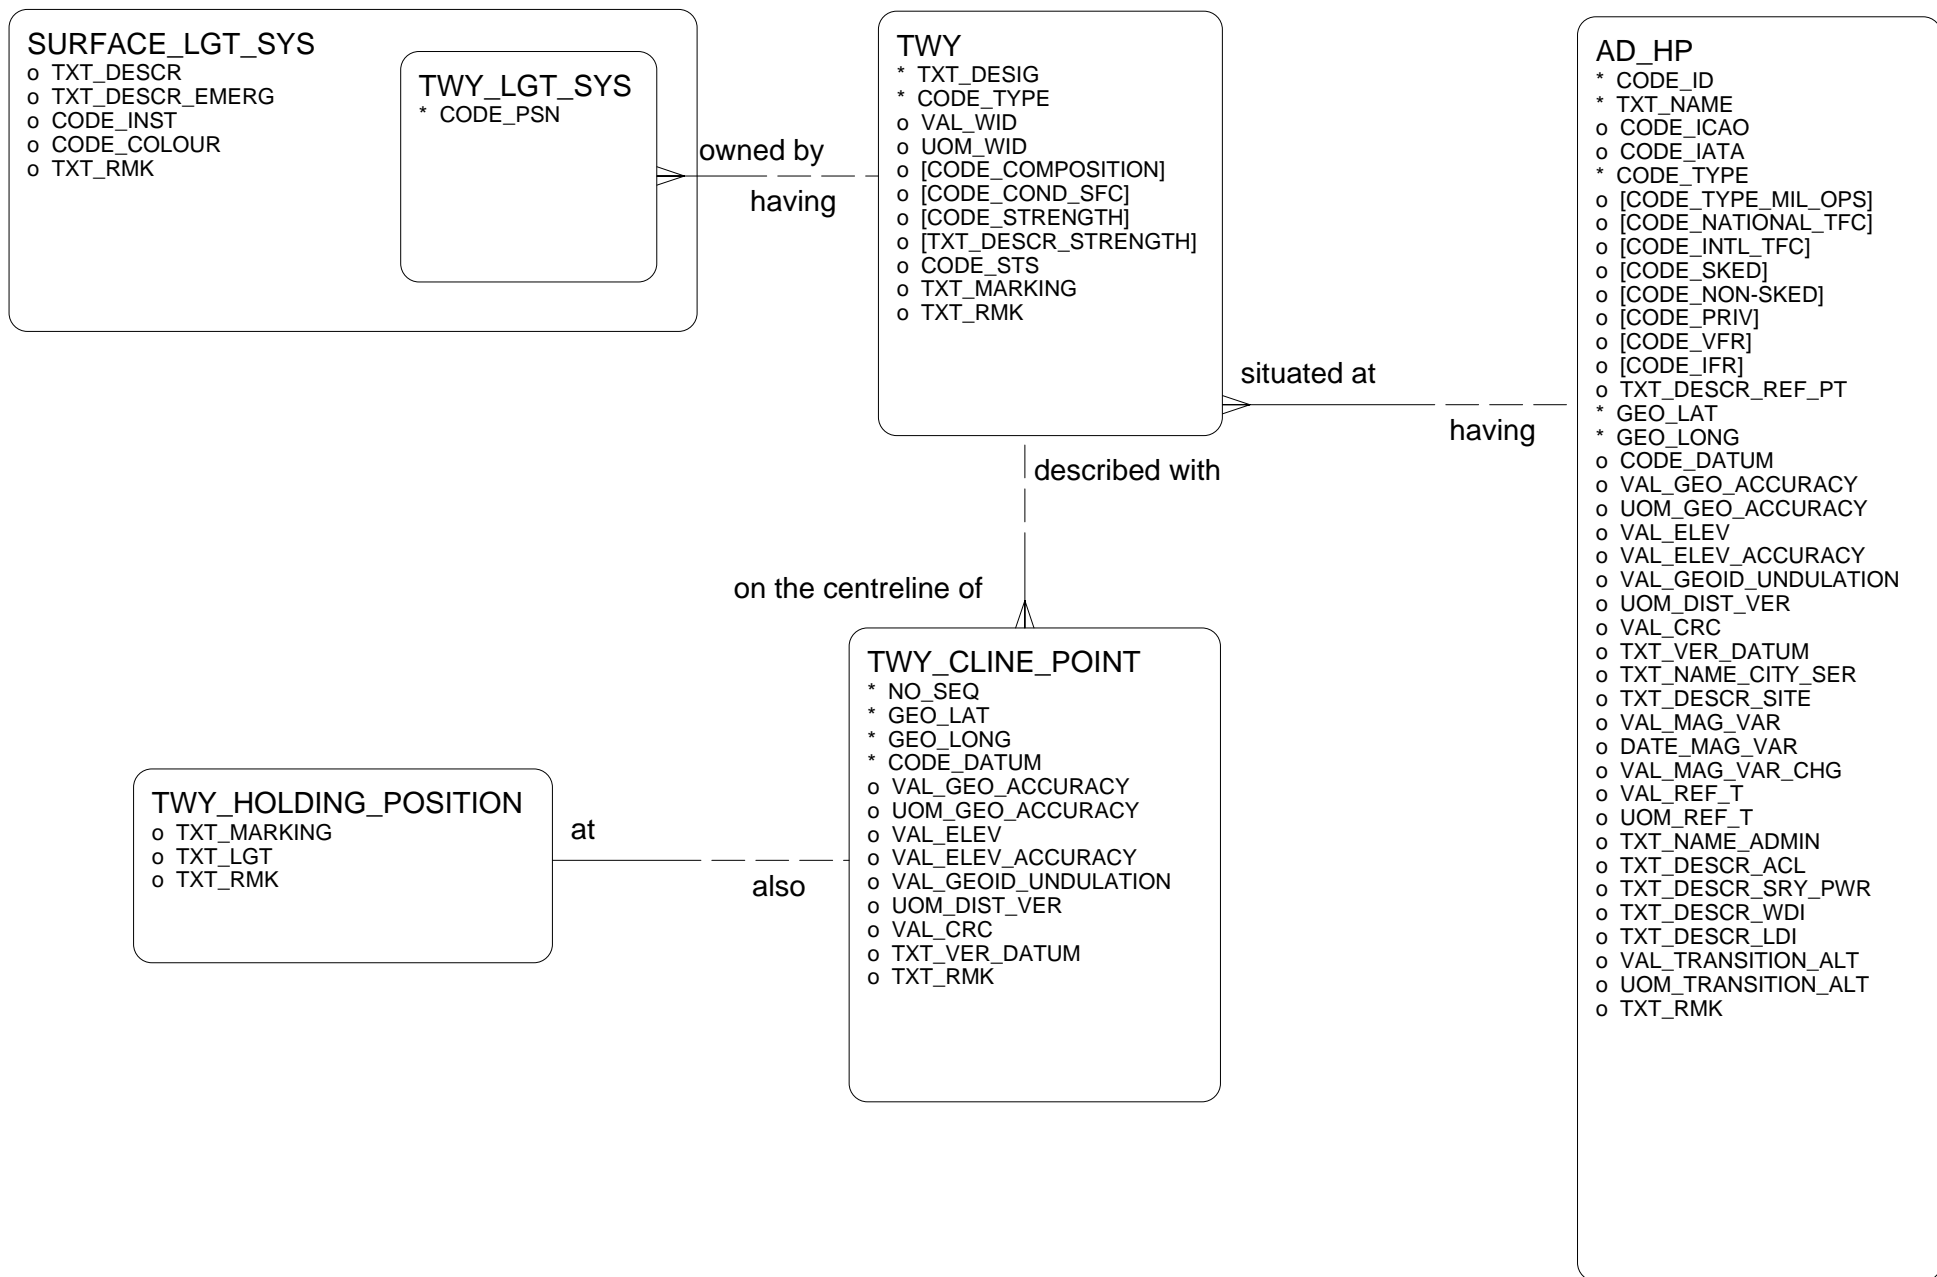 SURFACE_LGT_SYS
o TXT_DESCR
o TXT_DESCR_EMERG
o CODE_INST
o CODE_COLOUR
o TXT_RMK
TWY_LGT_SYS
* CODE_PSN
owned by
having
TWY
* TXT_DESIG
* CODE_TYPE
o VAL_WID
o UOM_WID
o [CODE_COMPOSITION]
o [CODE_COND_SFC]
o [CODE_STRENGTH]
o [TXT_DESCR_STRENGTH]
o CODE_STS
o TXT_MARKING
o TXT_RMK
situated at
having
described with
on the centreline of
AD_HP
* CODE_ID
* TXT_NAME
o CODE_ICAO
o CODE_IATA
* CODE_TYPE
o [CODE_TYPE_MIL_OPS]
o [CODE_NATIONAL_TFC]
o [CODE_INTL_TFC]
o [CODE_SKED]
o [CODE_NON-SKED]
o [CODE_PRIV]
o [CODE_VFR]
o [CODE_IFR]
o TXT_DESCR_REF_PT
* GEO_LAT
* GEO_LONG
o CODE_DATUM
o VAL_GEO_ACCURACY
o UOM_GEO_ACCURACY
o VAL_ELEV
o VAL_ELEV_ACCURACY
o VAL_GEOID_UNDULATION
o UOM_DIST_VER
o VAL_CRC
o TXT_VER_DATUM
o TXT_NAME_CITY_SER
o TXT_DESCR_SITE
o VAL_MAG_VAR
o DATE_MAG_VAR
o VAL_MAG_VAR_CHG
o VAL_REF_T
o UOM_REF_T
o TXT_NAME_ADMIN
o TXT_DESCR_ACL
o TXT_DESCR_SRY_PWR
o TXT_DESCR_WDI
o TXT_DESCR_LDI
o VAL_TRANSITION_ALT
o UOM_TRANSITION_ALT
o TXT_RMK
TWY_CLINE_POINT
* NO_SEQ
* GEO_LAT
* GEO_LONG
* CODE_DATUM
o VAL_GEO_ACCURACY
o UOM_GEO_ACCURACY
o VAL_ELEV
o VAL_ELEV_ACCURACY
o VAL_GEOID_UNDULATION
o UOM_DIST_VER
o VAL_CRC
o TXT_VER_DATUM
o TXT_RMK
TWY_HOLDING_POSITION
o TXT_MARKING
o TXT_LGT
o TXT_RMK
at
also